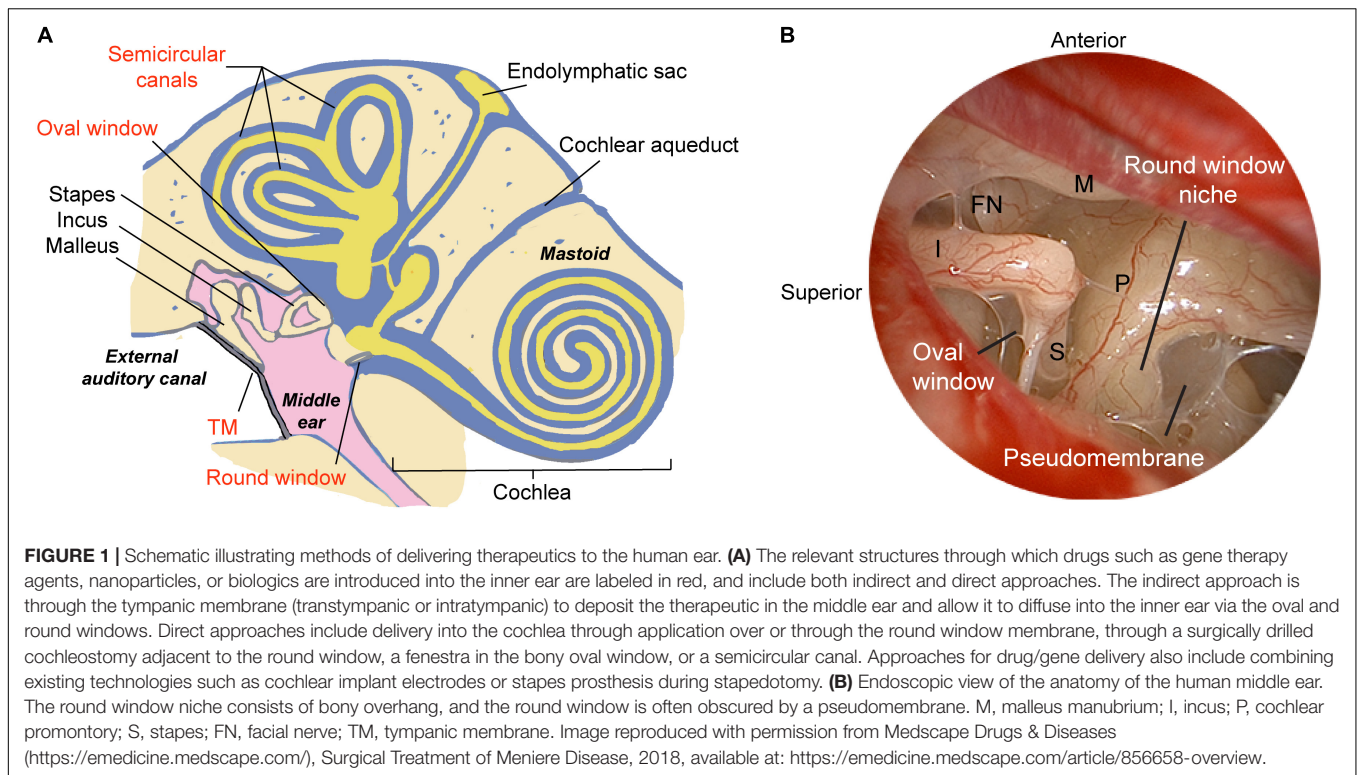 A
Semicircular
canals
Endolymphatic sac
Oval window
Cochlear aqueduct
Stapes
Incus
Malleus
Mastoid
External
auditory canal
Middle
ear
TM
Round window
Cochlea
B
Anterior
Round window
niche
M
FN
I
P
Superior
S
Oval
window
Pseudomembrane
FIGURE 1 | Schematic illustrating methods of delivering therapeutics to the human ear. (A) The relevant structures through which drugs such as gene therapy
agents, nanoparticles, or biologics are introduced into the inner ear are labeled in red, and include both indirect and direct approaches. The indirect approach is
through the tympanic membrane (transtympanic or intratympanic) to deposit the therapeutic in the middle ear and allow it to diffuse into the inner ear via the oval and
round windows. Direct approaches include delivery into the cochlea through application over or through the round window membrane, through a surgically drilled
cochleostomy adjacent to the round window, a fenestra in the bony oval window, or a semicircular canal. Approaches for drug/gene delivery also include combining
existing technologies such as cochlear implant electrodes or stapes prosthesis during stapedotomy. (B) Endoscopic view of the anatomy of the human middle ear.
The round window niche consists of bony overhang, and the round window is often obscured by a pseudomembrane. M, malleus manubrium; I, incus; P, cochlear
promontory; S, stapes; FN, facial nerve; TM, tympanic membrane. Image reproduced with permission from Medscape Drugs & Diseases
(https://emedicine.medscape.com/), Surgical Treatment of Meniere Disease, 2018, available at: https://emedicine.medscape.com/article/856658-overview.